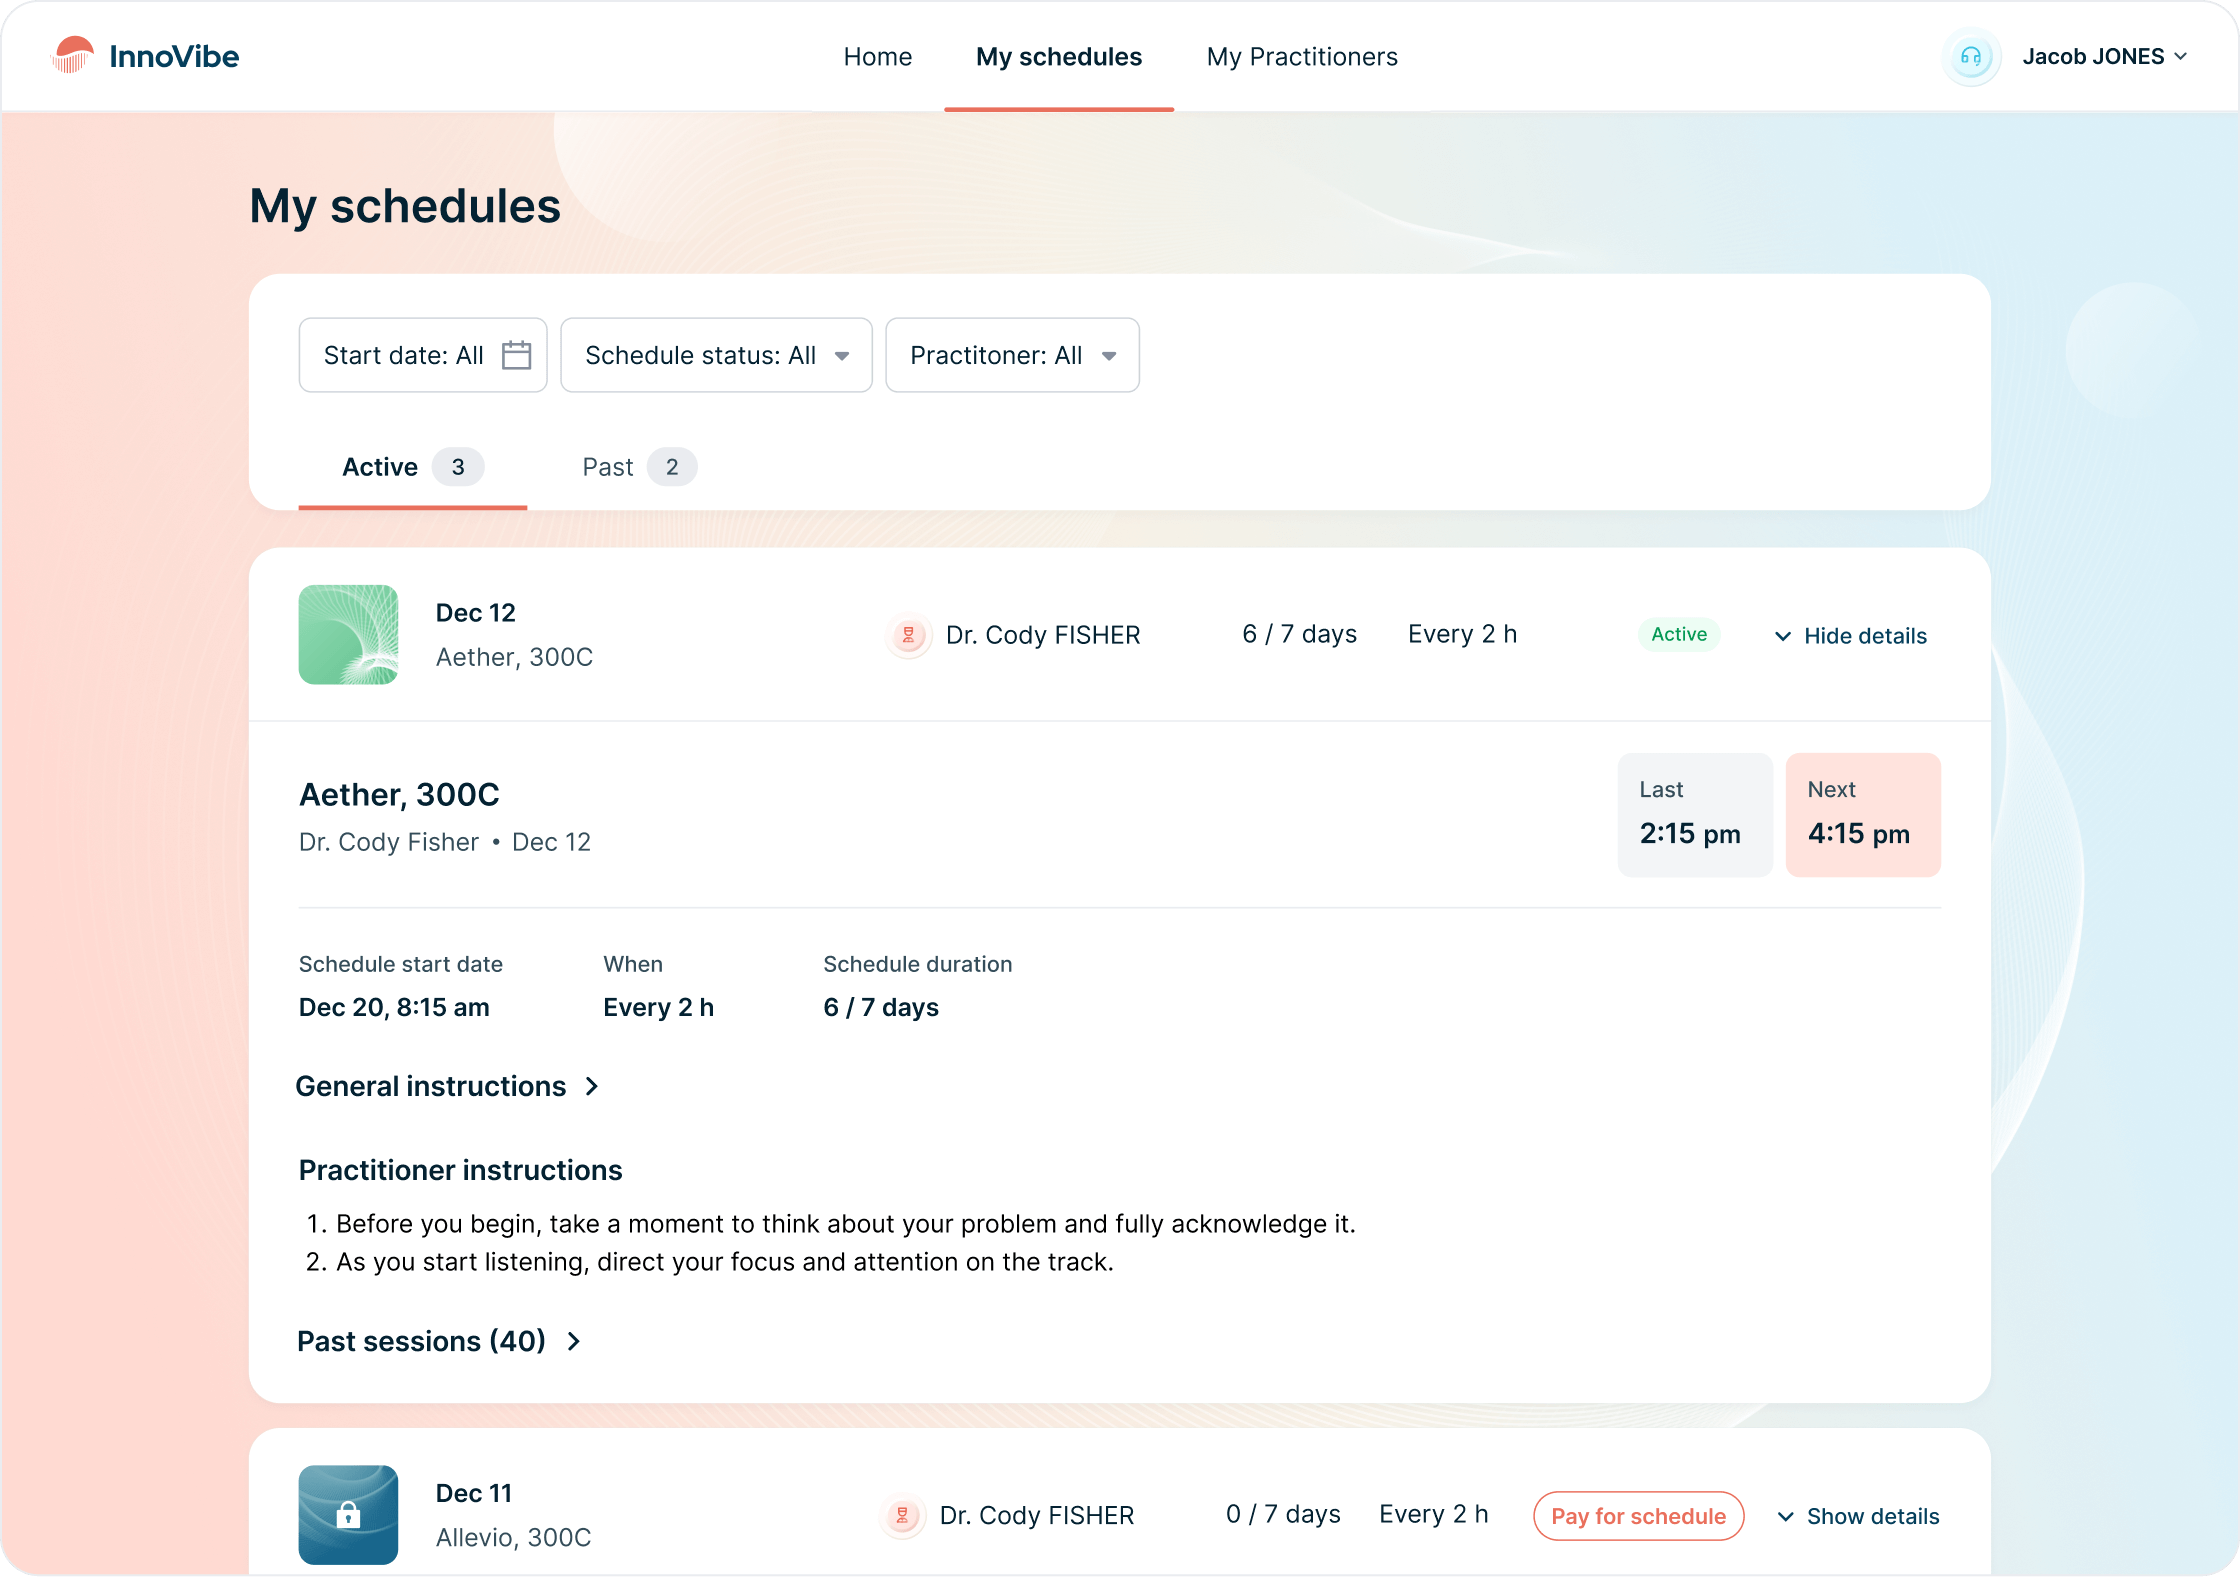 InnoVibe
Home
My schedules
My Practitioners
Jacob JONES
My schedules
Start date: All
Schedule status: All
Practitoner: All
Active 3
Past 2
Dec 12
Aether, 300C
Dr. Cody FISHER
6 / 7 days
Every 2 h
Active
Hide details
Aether, 300C
Dr. Cody Fisher • Dec 12
Last
2:15 pm
Next
4:15 pm
Schedule start date
Dec 20, 8:15 am
When
Every 2 h
Schedule duration
6 / 7 days
General instructions
Practitioner instructions
1. Before you begin, take a moment to think about your problem and fully acknowledge it.
2. As you start listening, direct your focus and attention on the track.
Past sessions (40)
Dec 11
Allevio, 300C
Dr. Cody FISHER
0 / 7 days
Every 2 h
Pay for schedule
Show details